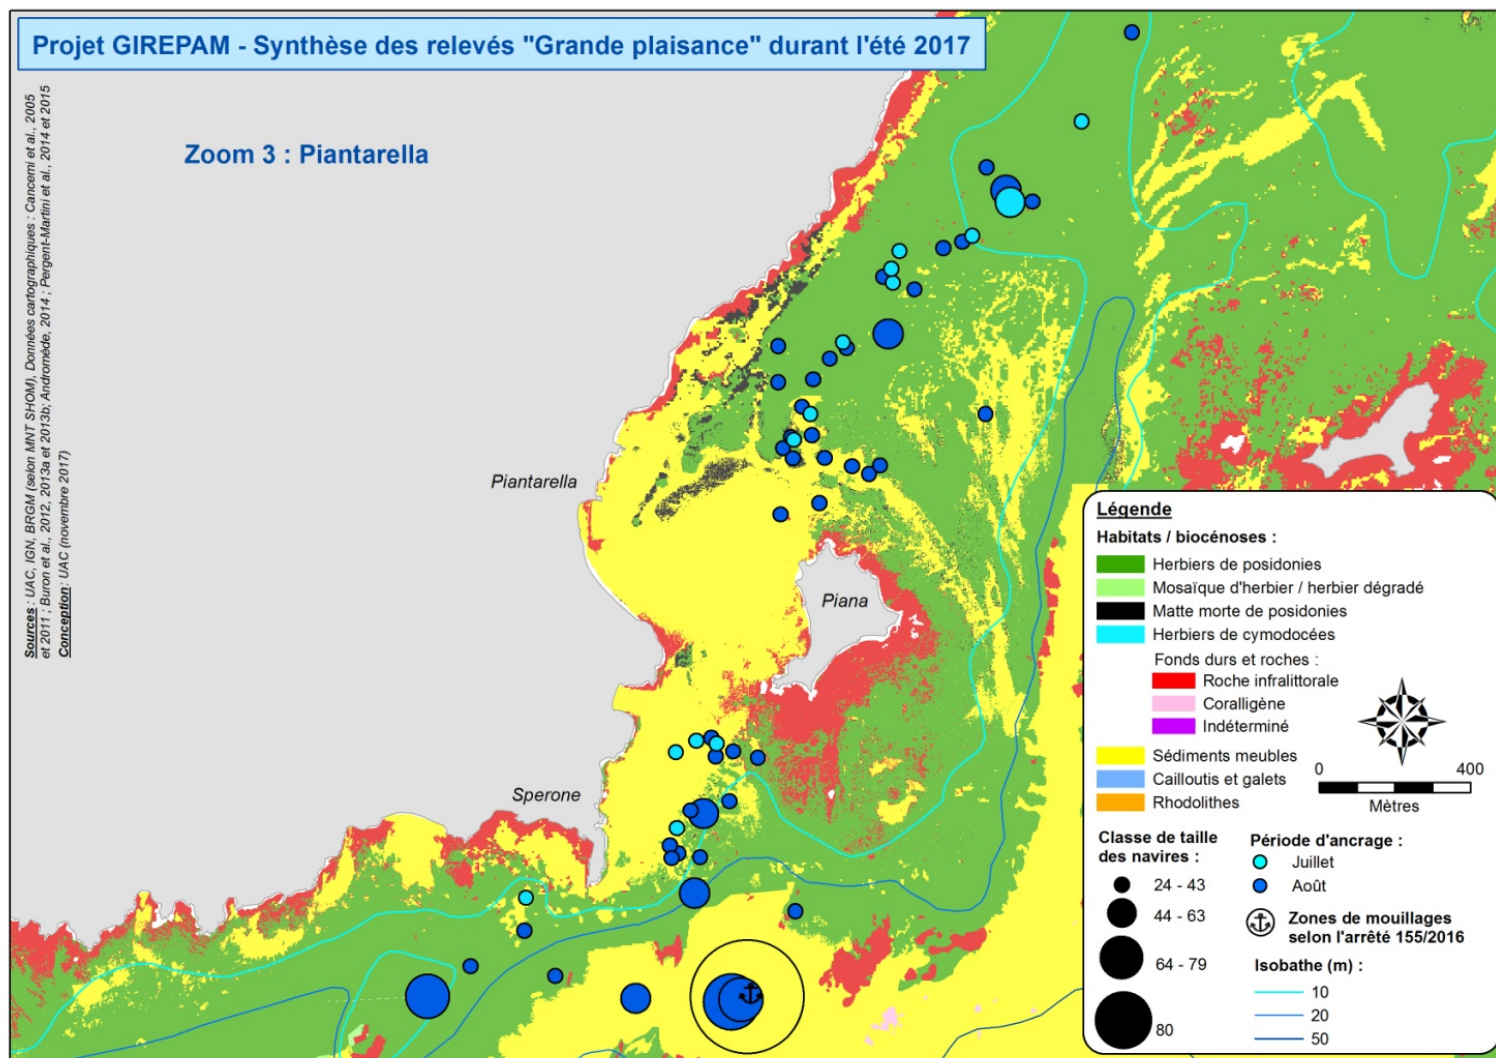 Projet GIREPAM - Synthèse des relevés "Grande plaisance" durant l'été 2017
Zoom 3 : Piantarella
Sources : UAC, IGN, BRGM (selon MNT SHOM), Données cartographiques : Cancemi et al., 2005
et 2011 ; Buron et al., 2012, 2013a et 2013b; Andromède, 2014 ; Pergent-Martini et al., 2014 et 2015
Conception : UAC (novembre 2017)
Piantarella
Piana
Sperone
Légende
Habitats / biocénoses :
Herbiers de posidonies
Mosaïque d'herbier / herbier dégradé
Matte morte de posidonies
Herbiers de cymodocées
Fonds durs et roches :
Roche infralittorale
Coralligène
Indéterminé
Sédiments meubles
Cailloutis et galets
Rhodolithes
0 400
Mètres
Classe de taille
des navires :
24 - 43
44 - 63
64 - 79
80
Période d'ancrage :
Juillet
Août
Zones de mouillages
selon l'arrêté 155/2016
Isobathe (m) :
10
20
50